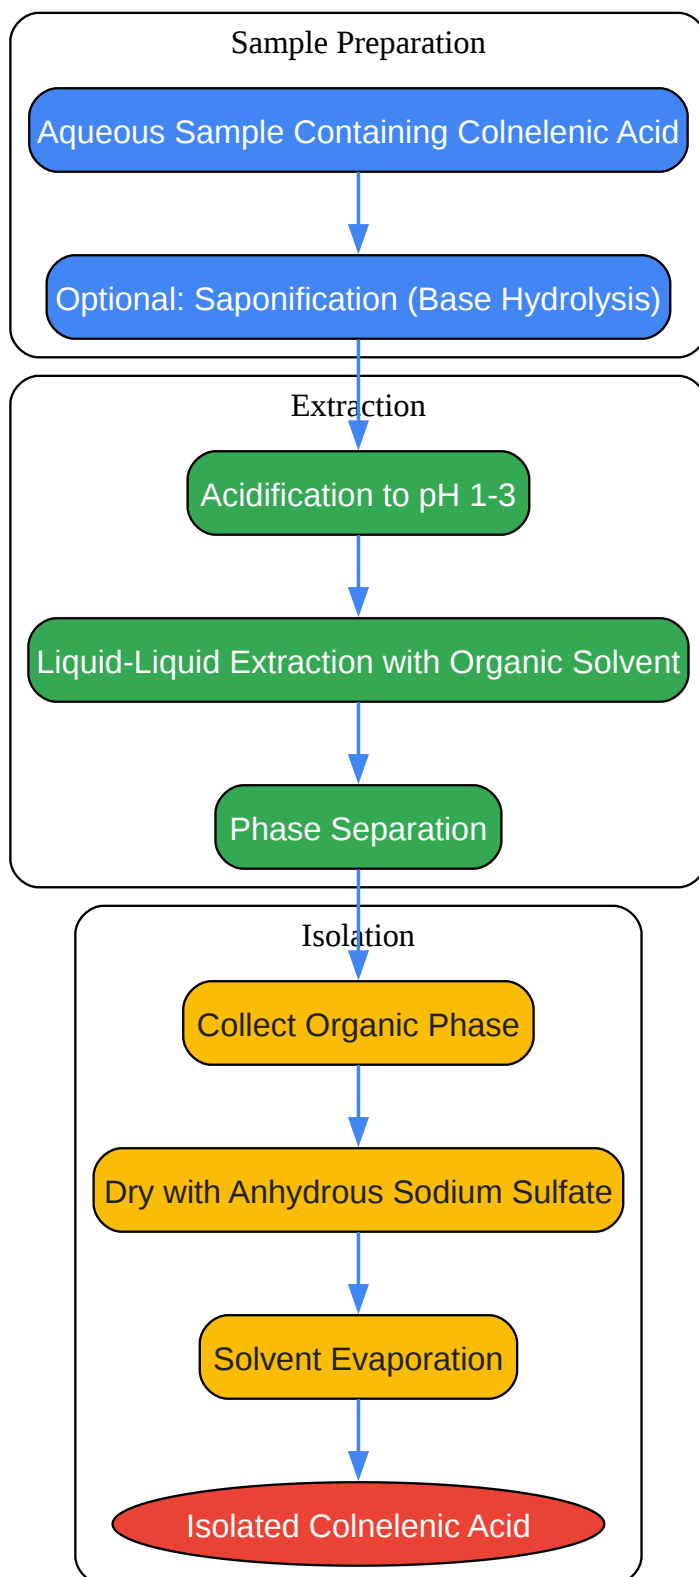 Sample Preparation
Aqueous Sample Containing Colnelenic Acid
Optional: Saponification (Base Hydrolysis)
Extraction
Acidification to pH 1-3
Liquid-Liquid Extraction with Organic Solvent
Phase Separation
Isolation
Collect Organic Phase
Dry with Anhydrous Sodium Sulfate
Solvent Evaporation
Isolated Colnelenic Acid